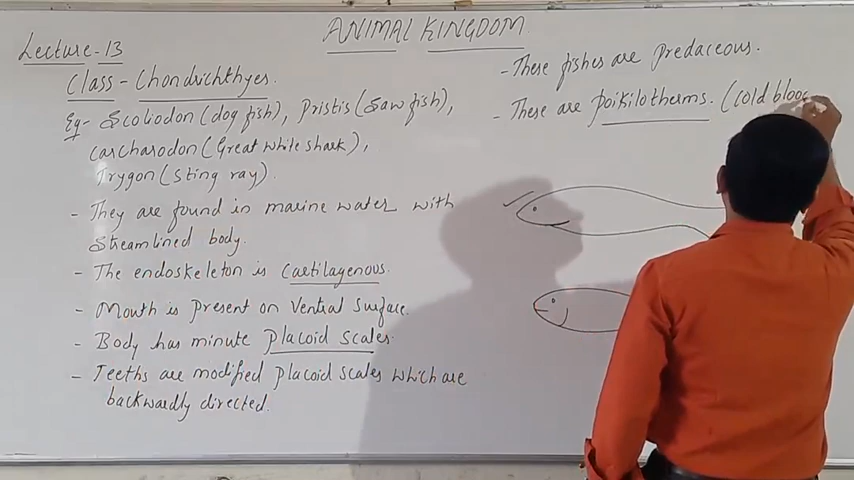 ANIMAL KINGDOM
Lecture-13
Class - Chondrichthyes.
Eg- Scoliodon (dog fish), Pristis (Saw fish),
Carcharodon (Great white shark),
Trygon (Sting ray).
- They are found in marine water with
Streamlined body.
- The endoskeleton is Cartilagenous.
- Mouth is present on Ventral Surface.
- Body has minute placoid scales.
- Teeths are modified placoid scales which are
backwardly directed.
- These fishes are predaceous.
- These are poikilotherms. (Cold bloo